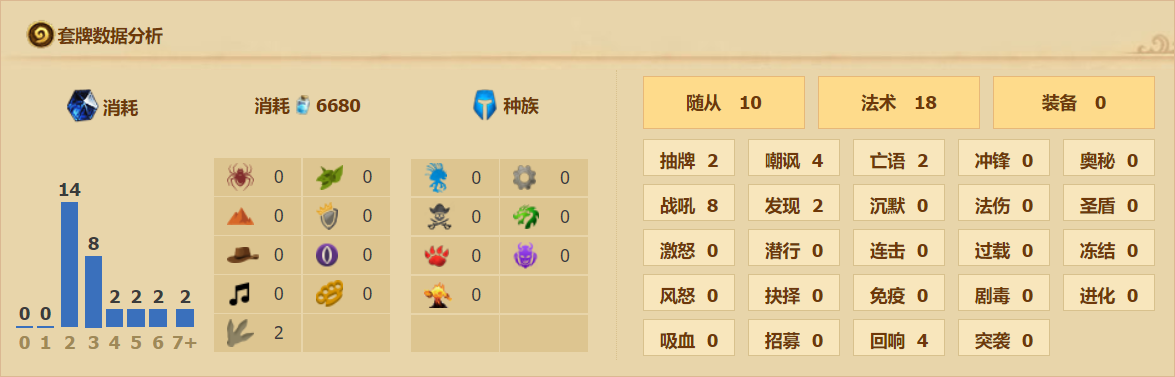 套牌数据分析
消耗
消耗 6680
种族
随从 10
法术 18
装备 0
14
8
2 2 2 2
0 0
0 1 2 3 4 5 6 7+
0 0
0 0
0 0
0 0
2
0 0
0 0
0 0
0
抽牌 2 嘲讽 4 亡语 2 冲锋 0 奥秘 0
战吼 8 发现 2 沉默 0 法伤 0 圣盾 0
激怒 0 潜行 0 连击 0 过载 0 冻结 0
风怒 0 抉择 0 免疫 0 剧毒 0 进化 0
吸血 0 招募 0 回响 4 突袭 0